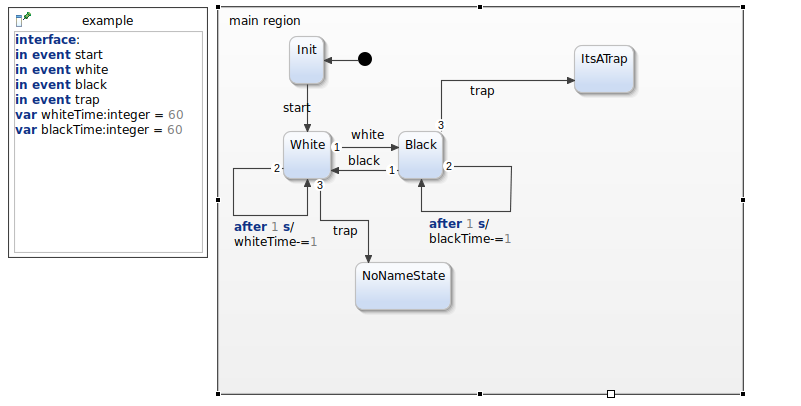 example
interface:
in event start
in event white
in event black
in event trap
var whiteTime:integer = 60
var blackTime:integer = 60
main region
Init
ItsATrap
trap
start
3
white
White
1
Black
black
2
1
2
3
after 1 s/
whiteTime-=1
trap
after 1 s/
blackTime-=1
NoNameState